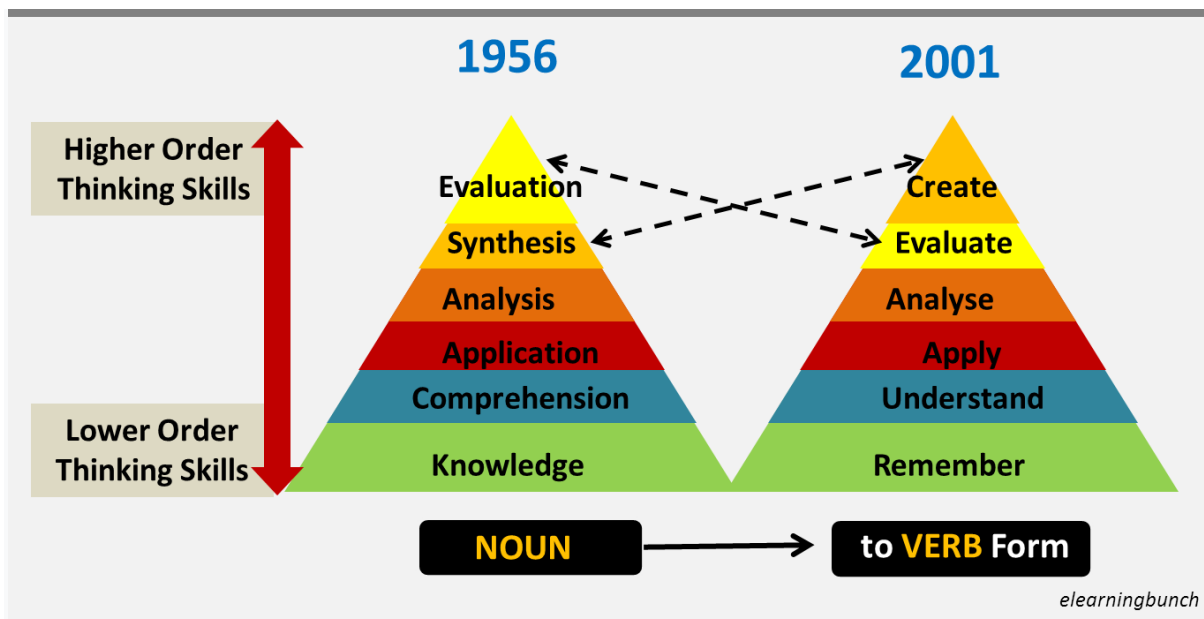 1956
2001
Higher Order
Thinking Skills
Evaluation
Create
Synthesis
Evaluate
Analysis
Analyse
Application
Apply
Comprehension
Understand
Lower Order
Thinking Skills
Knowledge
Remember
NOUN
to VERB Form
elearningbunch